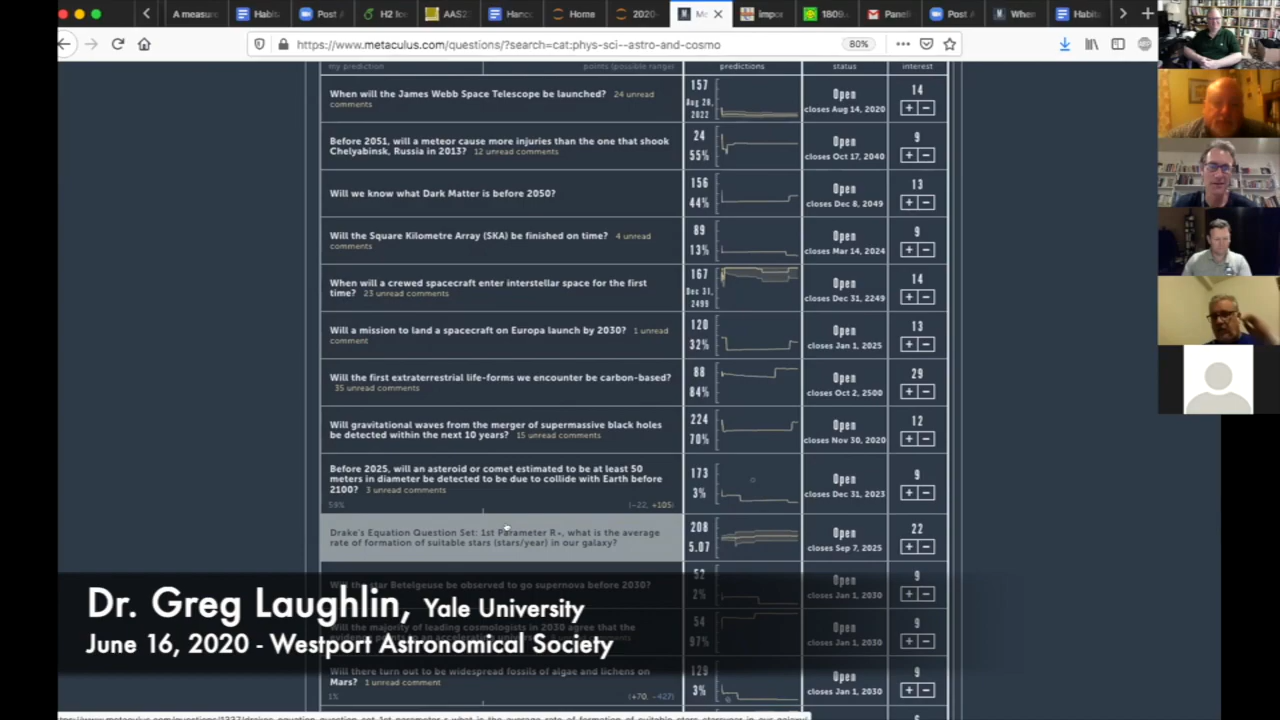 A measure
Habita
Post A
H2 Ice
AAS23
Hanco
Home
2020-
Me
impor
1809.
Panelli
Post A
When
Habita
https://www.metaculus.com/questions/?search=cat:phys-sci--astro-and-cosmo
80%
my prediction points (possible range) predictions status interest
When will the James Webb Space Telescope be launched? 24 unread
comments
157
Aug 28,
2022
Open
closes Aug 14, 2020
14
Before 2051, will a meteor cause more injuries than the one that shook
Chelyabinsk, Russia in 2013? 12 unread comments
24
55%
Open
closes Oct 17, 2040
9
Will we know what Dark Matter is before 2050?
156
44%
Open
closes Dec 8, 2049
13
Will the Square Kilometre Array (SKA) be finished on time? 4 unread
comments
89
13%
Open
closes Mar 14, 2024
9
When will a crewed spacecraft enter interstellar space for the first
time? 23 unread comments
167
Dec 31,
2499
Open
closes Dec 31, 2249
14
Will a mission to land a spacecraft on Europa launch by 2030? 1 unread
comment
120
32%
Open
closes Jan 1, 2025
13
Will the first extraterrestrial life-forms we encounter be carbon-based?
35 unread comments
88
84%
Open
closes Oct 2, 2500
29
Will gravitational waves from the merger of supermassive black holes
be detected within the next 10 years? 15 unread comments
224
70%
Open
closes Nov 30, 2020
12
Before 2025, will an asteroid or comet estimated to be at least 50
meters in diameter be detected to be due to collide with Earth before
2100? 3 unread comments
59% (-22, +105)
173
3%
Open
closes Dec 31, 2023
9
Drake's Equation Question Set: 1st Parameter R*, what is the average
rate of formation of suitable stars (stars/year) in our galaxy?
208
5.07
Open
closes Sep 7, 2025
22
Will the star Betelgeuse be observed to go supernova before 2030?
52
2%
Open
closes Jan 1, 2030
9
Will the majority of leading cosmologists in 2030 agree that the
54
97%
Open
closes Jan 1, 2030
9
Will there turn out to be widespread fossils of algae and lichens on
Mars? 1 unread comment
1% (+70, -427)
129
3%
Open
closes Jan 1, 2030
9
Dr. Greg Laughlin, Yale University
June 16, 2020 - Westport Astronomical Society